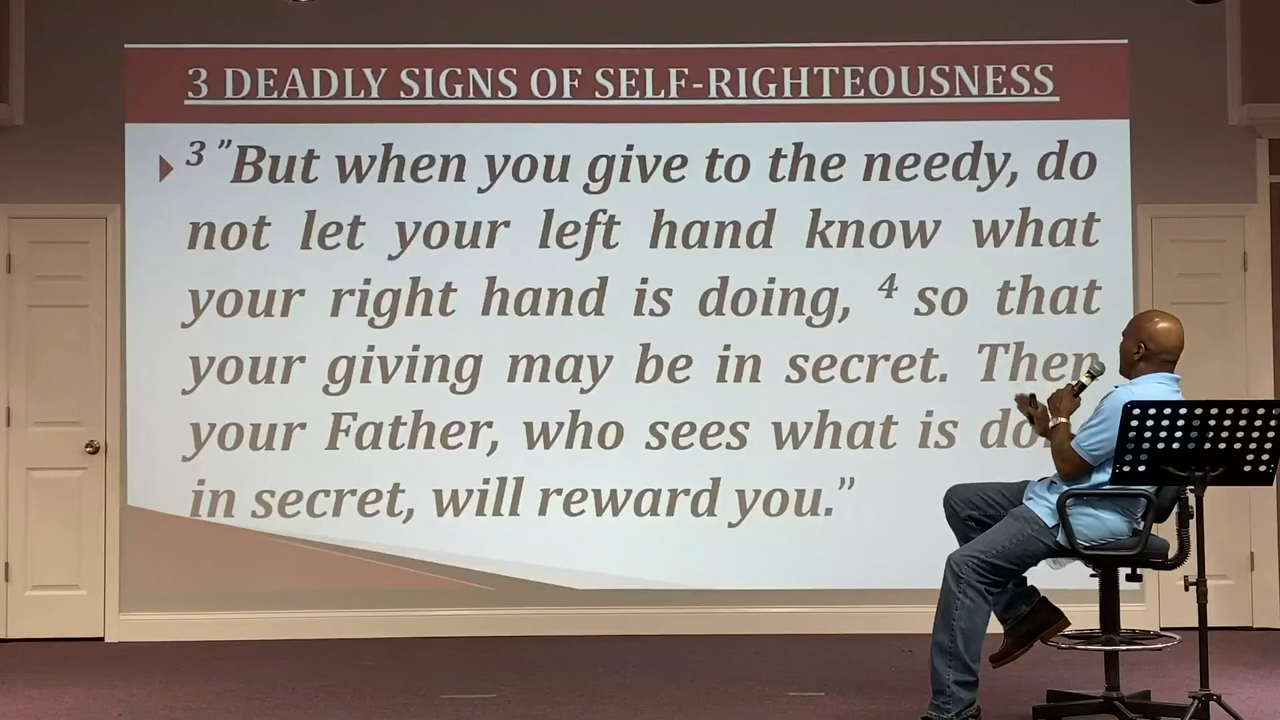 3 DEADLY SIGNS OF SELF-RIGHTEOUSNESS
3 "But when you give to the needy, do
not let your left hand know what
your right hand is doing, 4 so that
your giving may be in secret. Then
your Father, who sees what is
in secret, will reward you.”